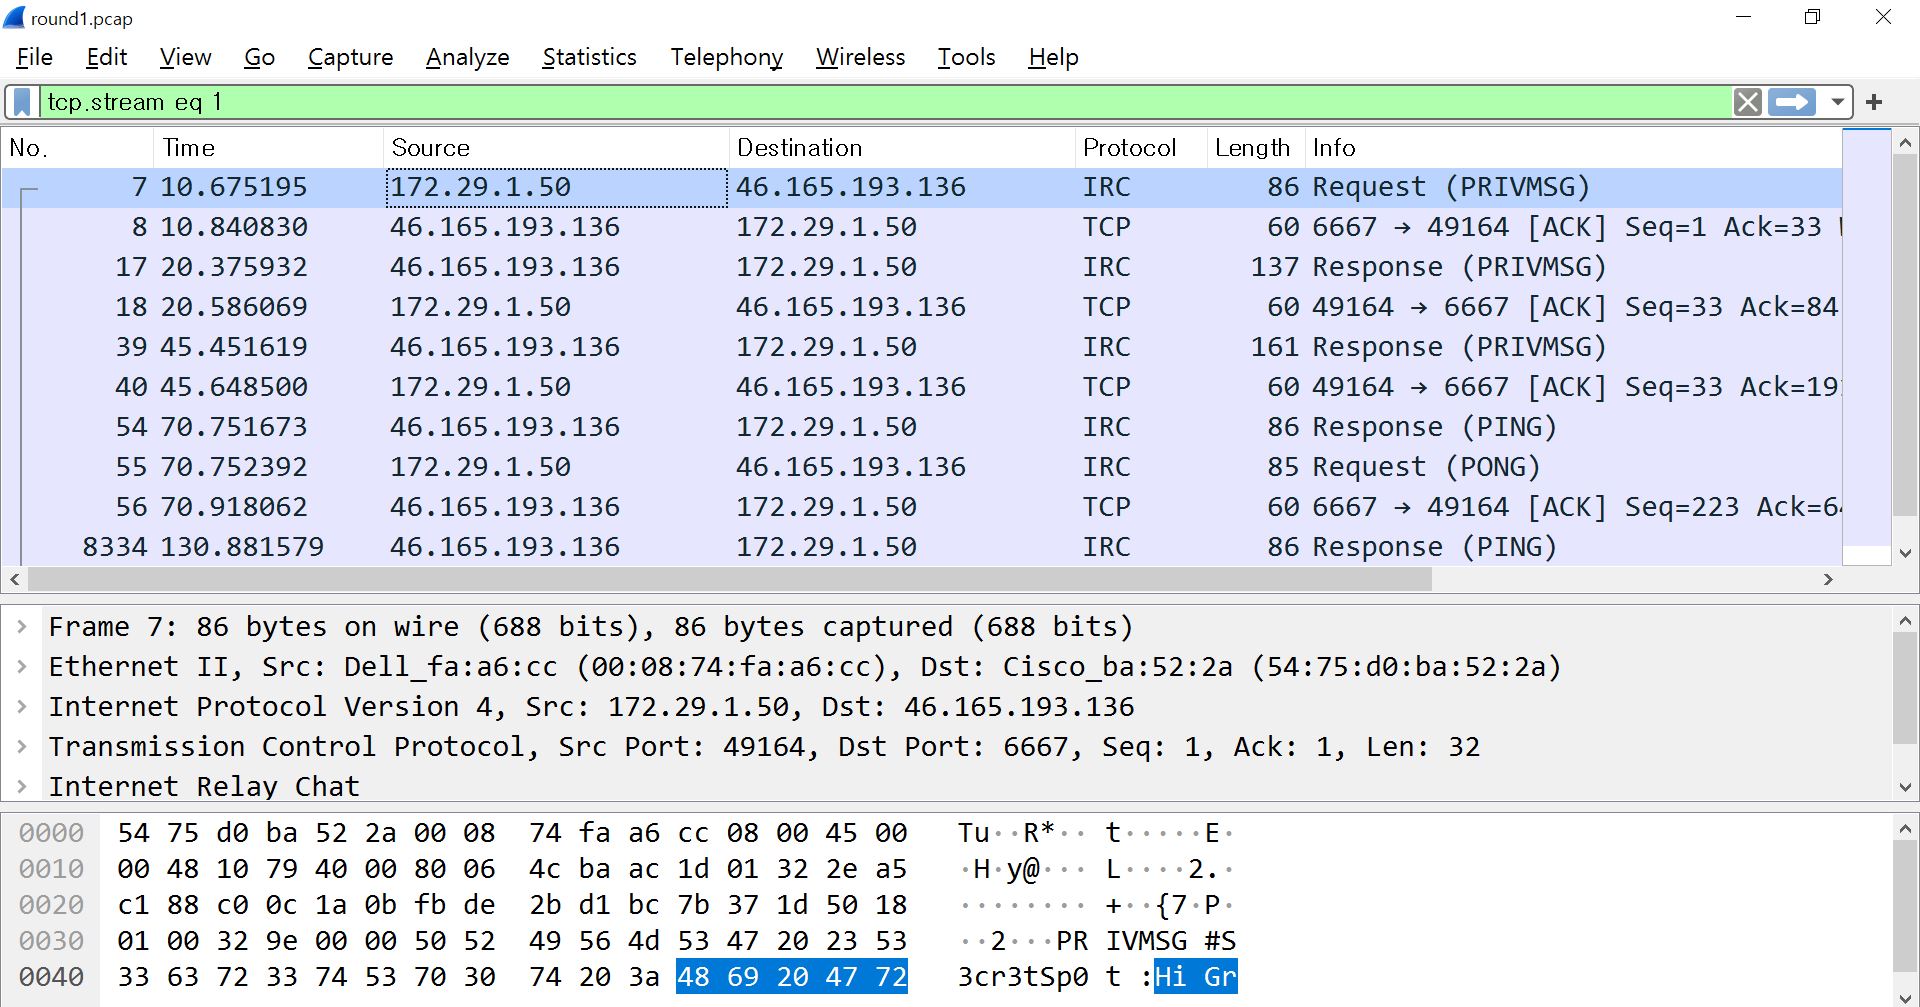 round1.pcap
File Edit View Go Capture Analyze Statistics Telephony Wireless Tools Help
tcp.stream eq 1
No. Time Source Destination Protocol Length Info
7 10.675195 172.29.1.50 46.165.193.136 IRC 86 Request (PRIVMSG)
8 10.840830 46.165.193.136 172.29.1.50 TCP 60 6667 → 49164 [ACK] Seq=1 Ack=33
17 20.375932 46.165.193.136 172.29.1.50 IRC 137 Response (PRIVMSG)
18 20.586069 172.29.1.50 46.165.193.136 TCP 60 49164 → 6667 [ACK] Seq=33 Ack=84
39 45.451619 46.165.193.136 172.29.1.50 IRC 161 Response (PRIVMSG)
40 45.648500 172.29.1.50 46.165.193.136 TCP 60 49164 → 6667 [ACK] Seq=33
54 70.751673 46.165.193.136 172.29.1.50 IRC 86 Response (PING)
55 70.752392 172.29.1.50 46.165.193.136 IRC 85 Request (PONG)
56 70.918062 46.165.193.136 172.29.1.50 TCP 60 6667 → 49164 [ACK] Seq=223
8334 130.881579 46.165.193.136 172.29.1.50 IRC 86 Response (PING)
Frame 7: 86 bytes on wire (688 bits), 86 bytes captured (688 bits)
Ethernet II, Src: Dell_fa:a6:cc (00:08:74:fa:a6:cc), Dst: Cisco_ba:52:2a (54:75:d0:ba:52:2a)
Internet Protocol Version 4, Src: 172.29.1.50, Dst: 46.165.193.136
Transmission Control Protocol, Src Port: 49164, Dst Port: 6667, Seq: 1, Ack: 1, Len: 32
Internet Relay Chat
0000 54 75 d0 ba 52 2a 00 08 74 fa a6 cc 08 00 45 00 Tu··R*·· t·····E·
0010 00 48 10 79 40 00 80 06 4c ba ac 1d 01 32 2e a5 ·H·y@··· L····2.·
0020 c1 88 c0 0c 1a 0b fb de 2b d1 bc 7b 37 1d 50 18 ········ +··{7·P·
0030 01 00 32 9e 00 00 50 52 49 56 4d 53 47 20 23 53 ··2···PR IVMSG #S
0040 33 63 72 33 74 53 70 30 74 20 3a 48 69 20 47 72 3cr3tSp0 t :Hi Gr